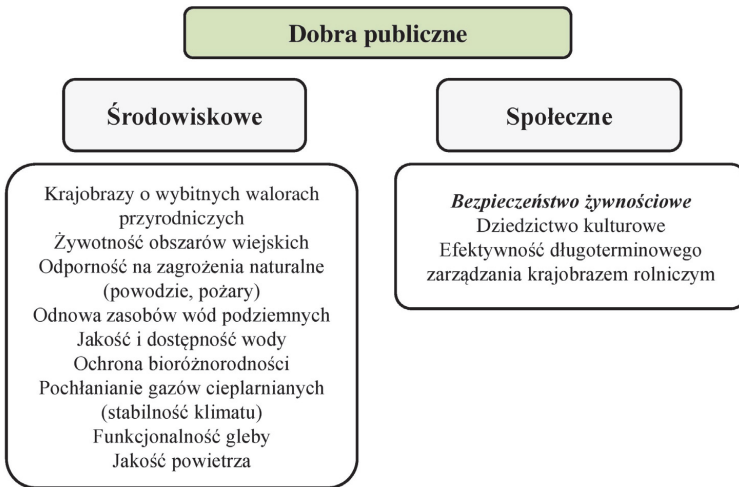 Dobra publiczne
Środowiskowe
Krajobrazy o wybitnych walorach
przyrodniczych
Żywotność obszarów wiejskich
Odporność na zagrożenia naturalne
(powodzie, pożary)
Odnowa zasobów wód podziemnych
Jakość i dostępność wody
Ochrona bioróżnorodności
Pochłanianie gazów cieplarnianych
(stabilność klimatu)
Funkcjonalność gleby
Jakość powietrza
Społeczne
Bezpieczeństwo żywnościowe
Dziedzictwo kulturowe
Efektywność długoterminowego
zarządzania krajobrazem rolniczym